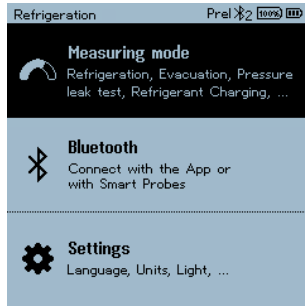 Refrigeration Prel 2 100%
Measuring mode
Refrigeration, Evacuation, Pressure
leak test, Refrigerant Charging, ...
Bluetooth
Connect with the App or
with Smart Probes
Settings
Language, Units, Light, ...